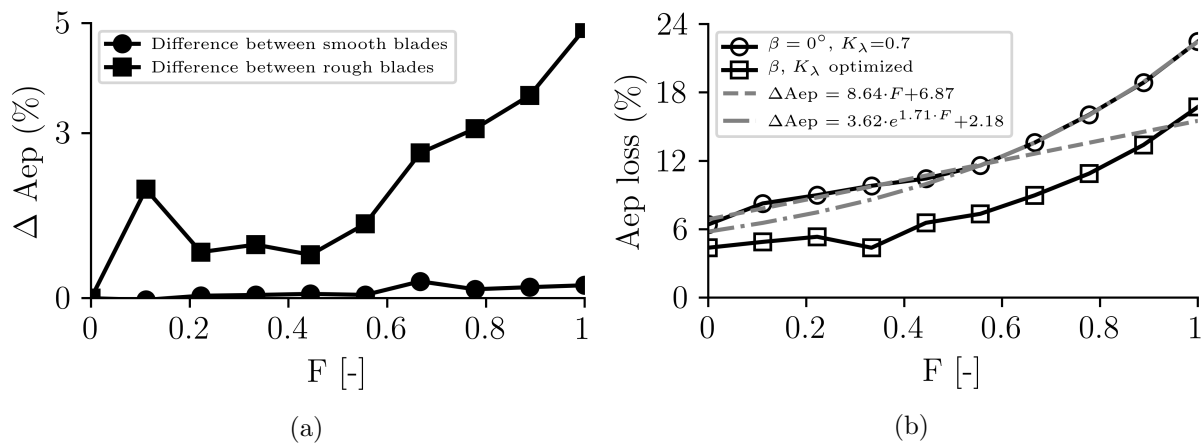 5
3
0
Δ Aep (%)
Difference between smooth blades
Difference between rough blades
0 0.2 0.4 0.6 0.8 1
F [-]
(a)
24
18
12
6
0
Aep loss (%)
β = 0°, K_λ=0.7
β, K_λ optimized
ΔAep = 8.64·F+6.87
ΔAep = 3.62·e^{1.71·F}+2.18
0 0.2 0.4 0.6 0.8 1
F [-]
(b)